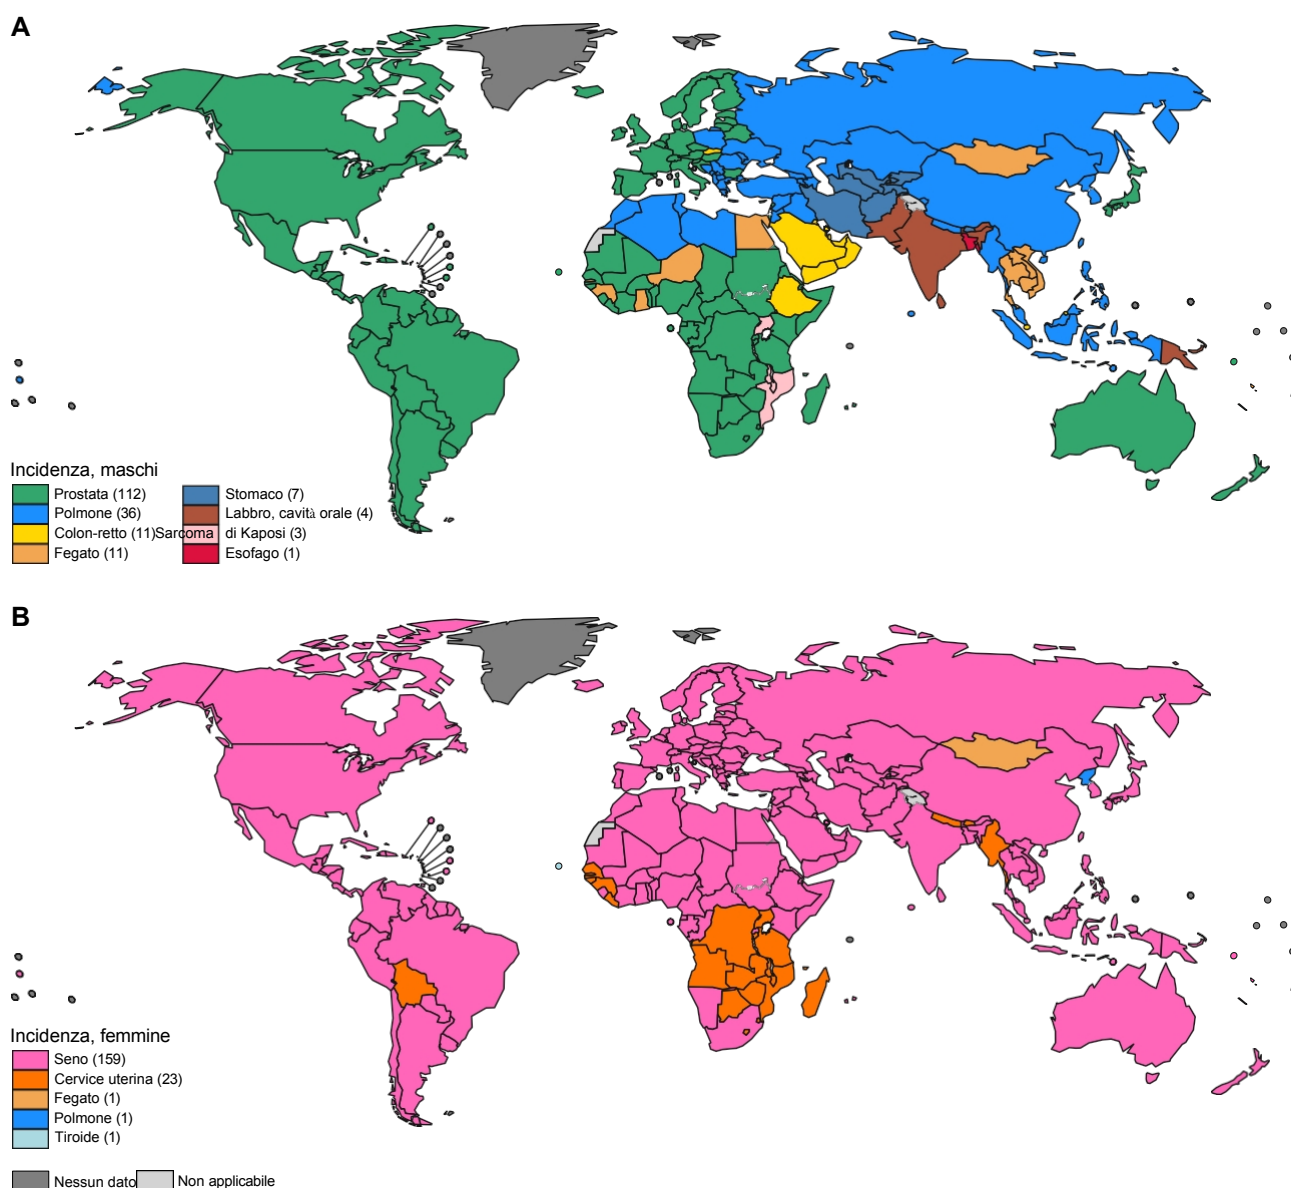 A
Incidenza, maschi
Prostata (112)
Polmone (36)
Colon-retto (11)
Fegato (11)
Stomaco (7)
Labbro, cavità orale (4)
Sarcoma di Kaposi (3)
Esofago (1)
B
Incidenza, femmine
Seno (159)
Cervice uterina (23)
Fegato (1)
Polmone (1)
Tiroide (1)
Nessun dato
Non applicabile